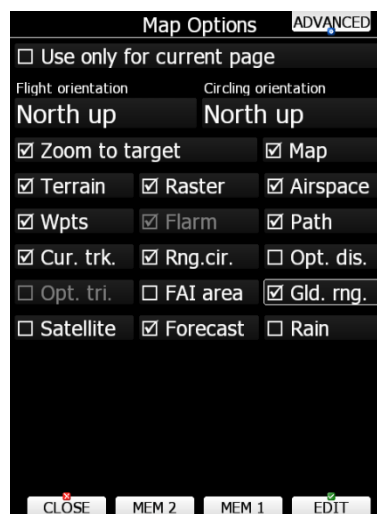 Map Options ADVANCED
Use only for current page
Flight orientation Circling orientation
North up North up
Zoom to target Map
Terrain Raster Airspace
Wpts Flarm Path
Cur. trk. Rng.cir. Opt. dis.
Opt. tri. FAI area Gld. rng.
Satellite Forecast Rain
CLOSE MEM 2 MEM 1 EDIT